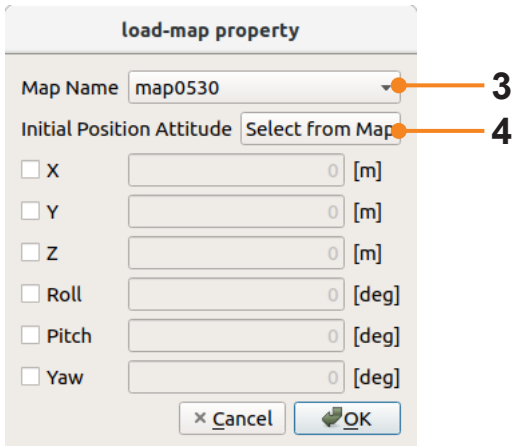 load-map property
Map Name map0530 3
Initial Position Attitude Select from Map 4
X 0 [m]
Y 0 [m]
Z 0 [m]
Roll 0 [deg]
Pitch 0 [deg]
Yaw 0 [deg]
× Cancel OK